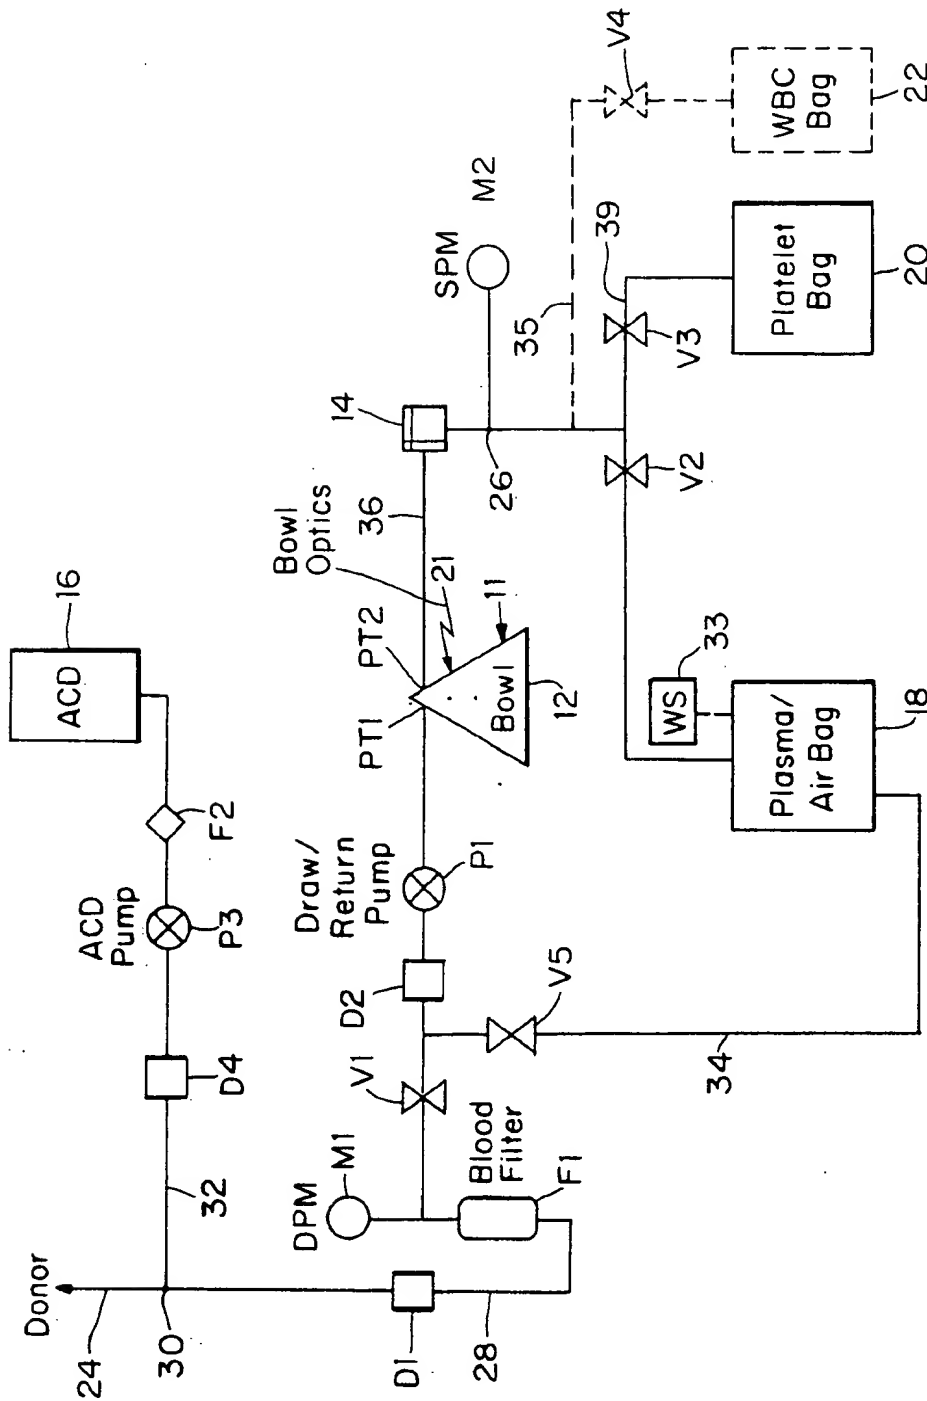 Donor
24
30
32
D4
ACD
Pump
P3
F2
ACD
16
D1
28
DPM
M1
Blood
Filter
F1
V1
D2
V5
34
Draw/
Return
Pump
P1
PT1
PT2
Bowl
12
11
21
Bowl
Optics
36
14
26
SPM
M2
35
V4
WBC
Bag
22
39
V3
V2
Platelet
Bag
20
WS
33
Plasma/
Air Bag
18